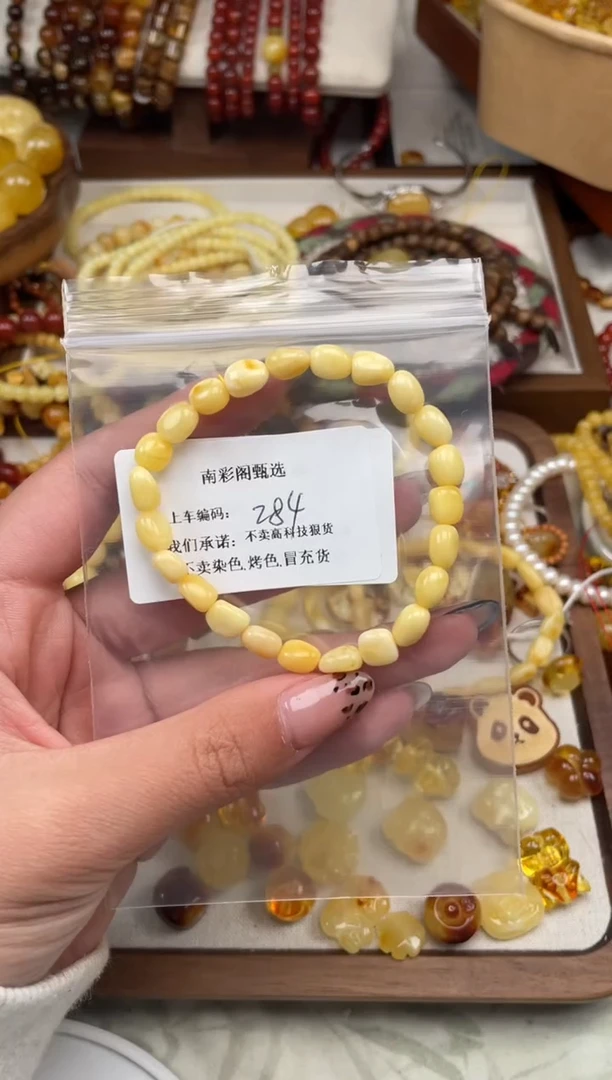 南彩阁甄选
上车编码：284
我们承诺：不卖高科技狠货
不卖染色，烤色，冒充货